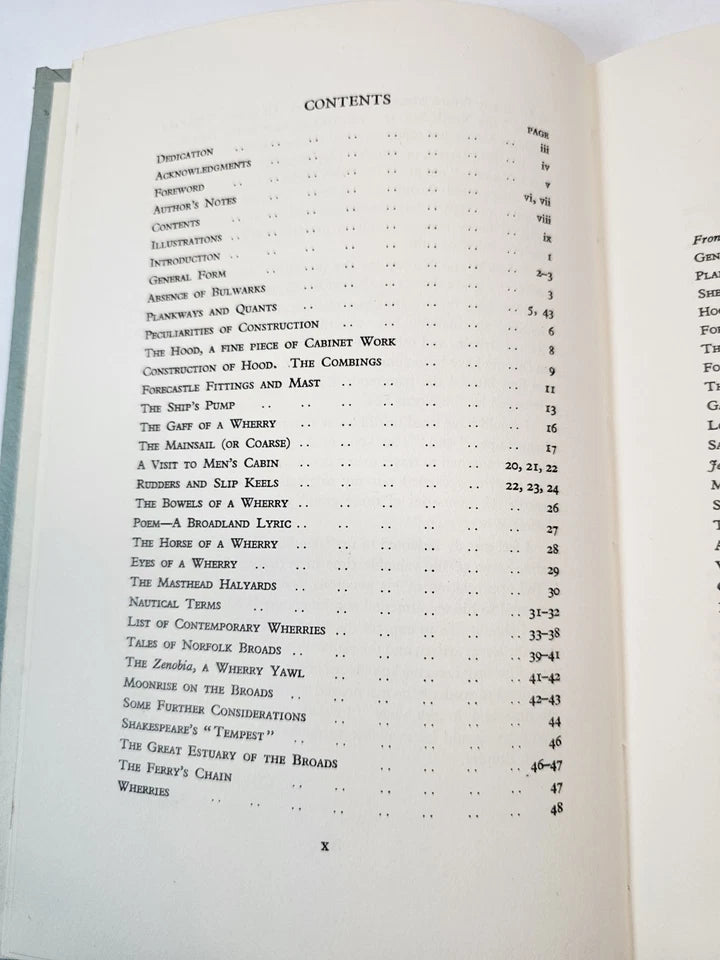 CONTENTS
PAGE
DEDICATION .. .. .. .. .. .. .. iii
ACKNOWLEDGMENTS .. .. .. .. .. .. iv
FOREWORD .. .. .. .. .. .. .. v
AUTHOR'S NOTES .. .. .. .. .. .. vi, vii
CONTENTS .. .. .. .. .. .. .. viii
ILLUSTRATIONS .. .. .. .. .. .. .. ix
INTRODUCTION .. .. .. .. .. .. .. 1
GENERAL FORM .. .. .. .. .. .. .. 2–3
ABSENCE OF BULWARKS .. .. .. .. .. .. 3
PLANKWAYS AND QUANTS .. .. .. .. .. 5, 43
PECULIARITIES OF CONSTRUCTION .. .. .. .. .. 6
THE HOOD, A FINE PIECE OF CABINET WORK .. .. .. 8
CONSTRUCTION OF HOOD. THE COMBINGS .. .. .. 9
FORECASTLE FITTINGS AND MAST .. .. .. .. .. 11
THE SHIP'S PUMP .. .. .. .. .. .. .. 13
THE GAFF OF A WHERRY .. .. .. .. .. .. 16
THE MAINSAIL (OR COARSE) .. .. .. .. .. .. 17
A VISIT TO MEN'S CABIN .. .. .. .. .. 20, 21, 22
RUDDERS AND SLIP KEELS .. .. .. .. .. 22, 23, 24
THE BOWELS OF A WHERRY .. .. .. .. .. .. 26
POEM—A BROADLAND LYRIC .. .. .. .. .. .. 27
THE HORSE OF A WHERRY .. .. .. .. .. .. 28
EYES OF A WHERRY .. .. .. .. .. .. .. 29
THE MASTHEAD HALYARDS .. .. .. .. .. .. 30
NAUTICAL TERMS .. .. .. .. .. .. .. 31–32
LIST OF CONTEMPORARY WHERRIES .. .. .. .. .. 33–38
TALES OF NORFOLK BROADS .. .. .. .. .. .. 39–41
THE Zenobia, A WHERRY YAWL .. .. .. .. .. 41–42
MOONRISE ON THE BROADS .. .. .. .. .. .. 42–43
SOME FURTHER CONSIDERATIONS .. .. .. .. .. 44
SHAKESPEARE'S "TEMPEST" .. .. .. .. .. .. 46
THE GREAT ESTUARY OF THE BROADS .. .. .. .. 46–47
THE FERRY'S CHAIN .. .. .. .. .. .. 47
WHERRIES .. .. .. .. .. .. .. .. 48
x